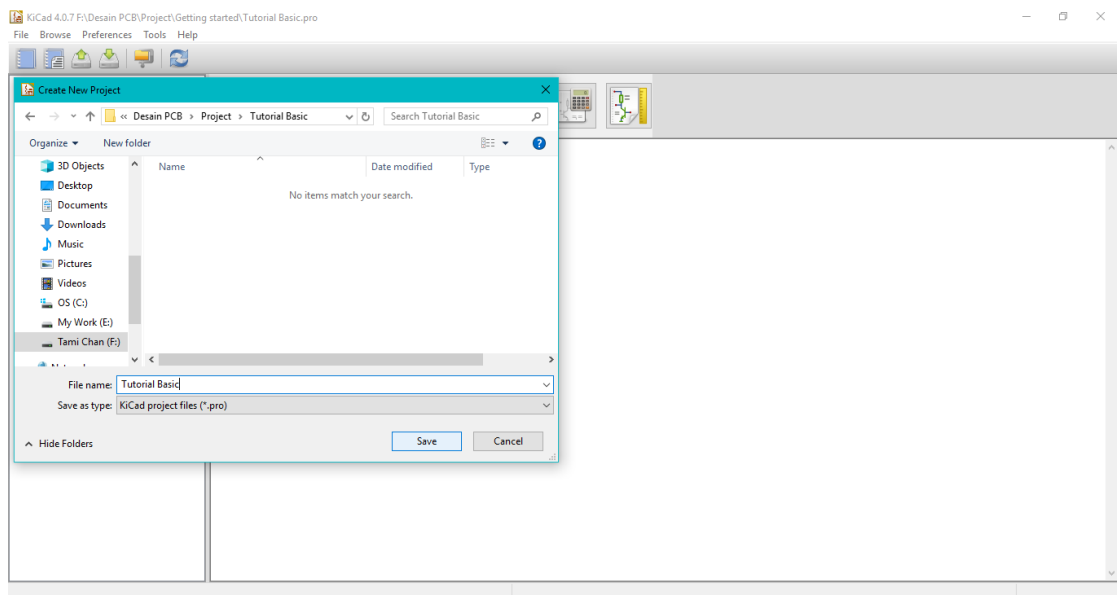 KiCad 4.0.7 F:\Desain PCB\Project\Getting started\Tutorial Basic.pro
File Browse Preferences Tools Help
Create New Project
« Desain PCB > Project > Tutorial Basic
Search Tutorial Basic
Organize New folder
3D Objects
Desktop
Documents
Downloads
Music
Pictures
Videos
OS (C:)
My Work (E:)
Tami Chan (F:)
Name Date modified Type
No items match your search.
File name: Tutorial Basic
Save as type: KiCad project files (*.pro)
Hide Folders
Save Cancel